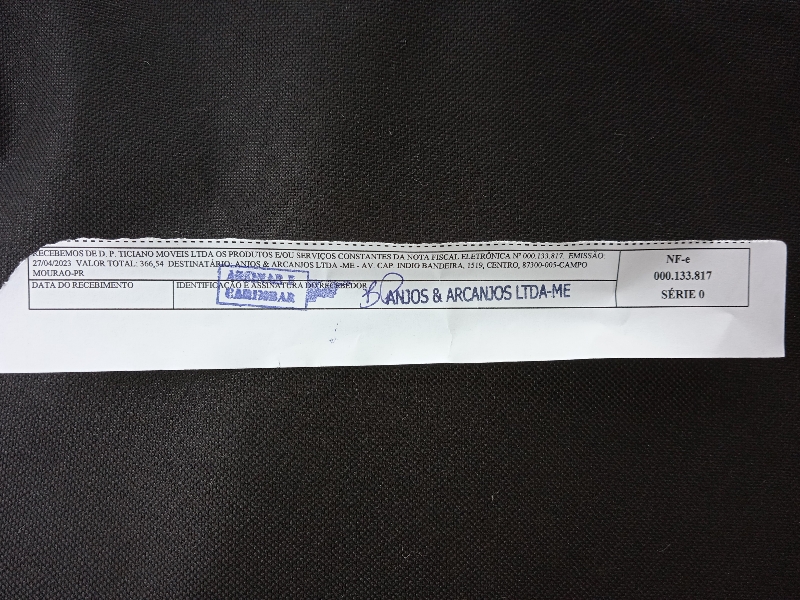 RECEBEMOS DE D. P. TICIANO MOVEIS LTDA OS PRODUTOS E/OU SERVIÇOS CONSTANTES DA NOTA FISCAL ELETRÔNICA Nº 000.133.817. EMISSÃO:
27/04/2023 VALOR TOTAL: 366,54 DESTINATÁRIO: ANJOS & ARCANJOS LTDA -ME - AV. CAP. INDIO BANDEIRA, 1519, CENTRO, 87300-005-CAMPO
MOURAO-PR
DATA DO RECEBIMENTO
IDENTIFICAÇÃO E ASSINATURA DO RECEBEDOR
ASSINAR E
CARIMBAR
ANJOS & ARCANJOS LTDA-ME
NF-e
000.133.817
SÉRIE 0